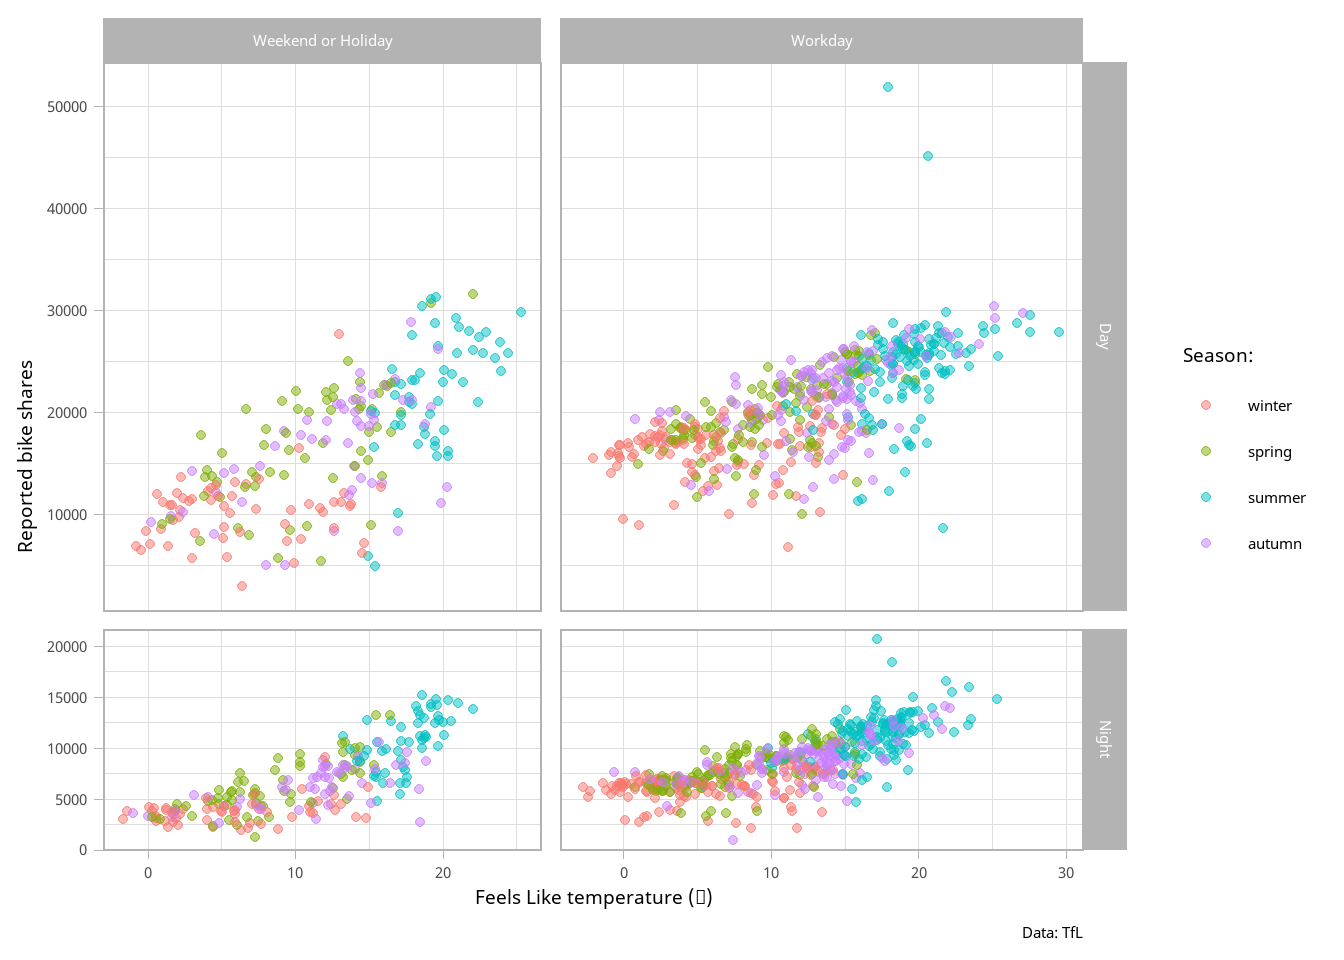 Weekend or Holiday
Workday
50000
40000
30000
20000
10000
Day
Reported bike shares
20000
15000
10000
5000
0
Night
0
10
20
0
10
20
30
Feels Like temperature (▯)
Data: TfL
Season:
winter
spring
summer
autumn